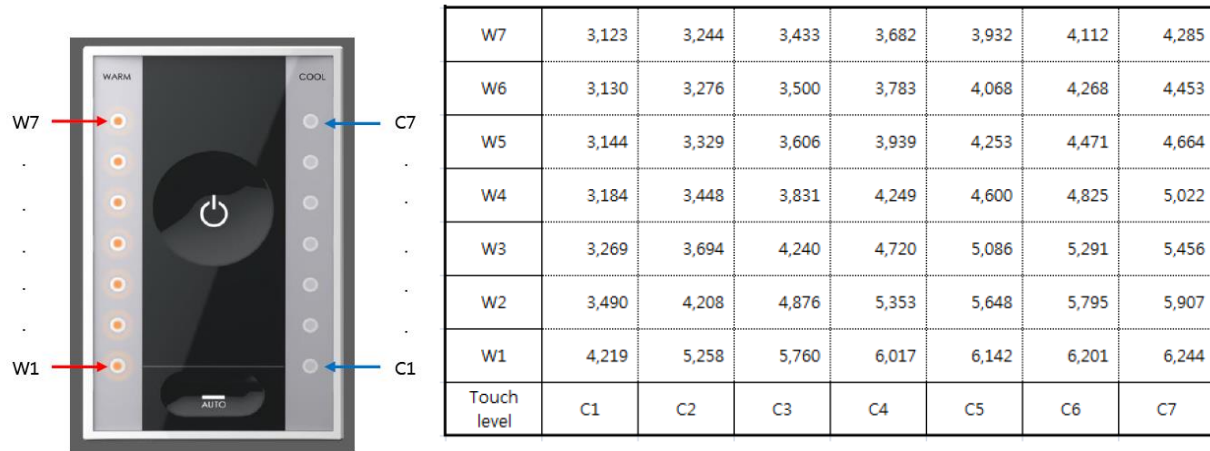 WARM COOL
W7 C7
. .
. .
. .
. .
. .
W1 C1
AUTO
W7 3,123 3,244 3,433 3,682 3,932 4,112 4,285
W6 3,130 3,276 3,500 3,783 4,068 4,268 4,453
W5 3,144 3,329 3,606 3,939 4,253 4,471 4,664
W4 3,184 3,448 3,831 4,249 4,600 4,825 5,022
W3 3,269 3,694 4,240 4,720 5,086 5,291 5,456
W2 3,490 4,208 4,876 5,353 5,648 5,795 5,907
W1 4,219 5,258 5,760 6,017 6,142 6,201 6,244
Touch
level C1 C2 C3 C4 C5 C6 C7